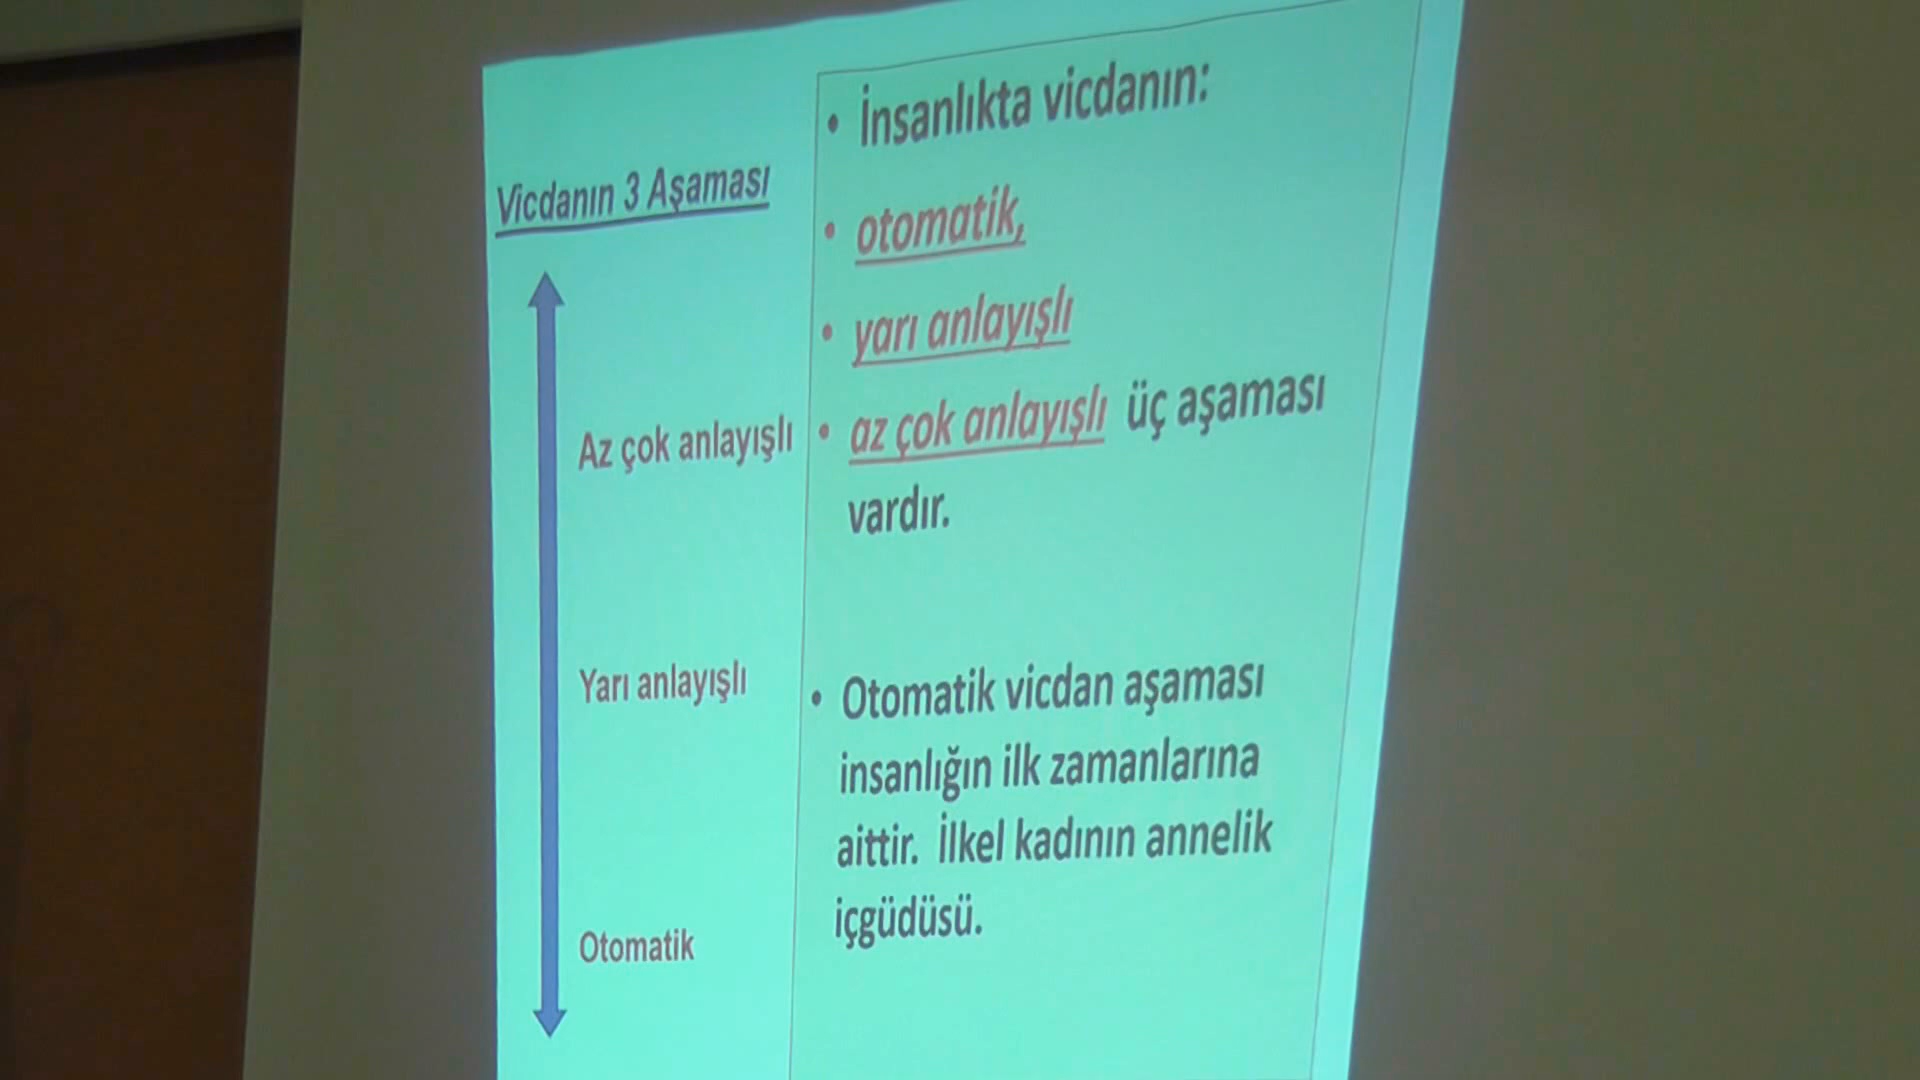 Vicdanın 3 Aşaması
Az çok anlayışlı
Yarı anlayışlı
Otomatik
• İnsanlıkta vicdanın:
• otomatik,
• yarı anlayışlı
• az çok anlayışlı üç aşaması
vardır.
• Otomatik vicdan aşaması
insanlığın ilk zamanlarına
aittir. İlkel kadının annelik
içgüdüsü.